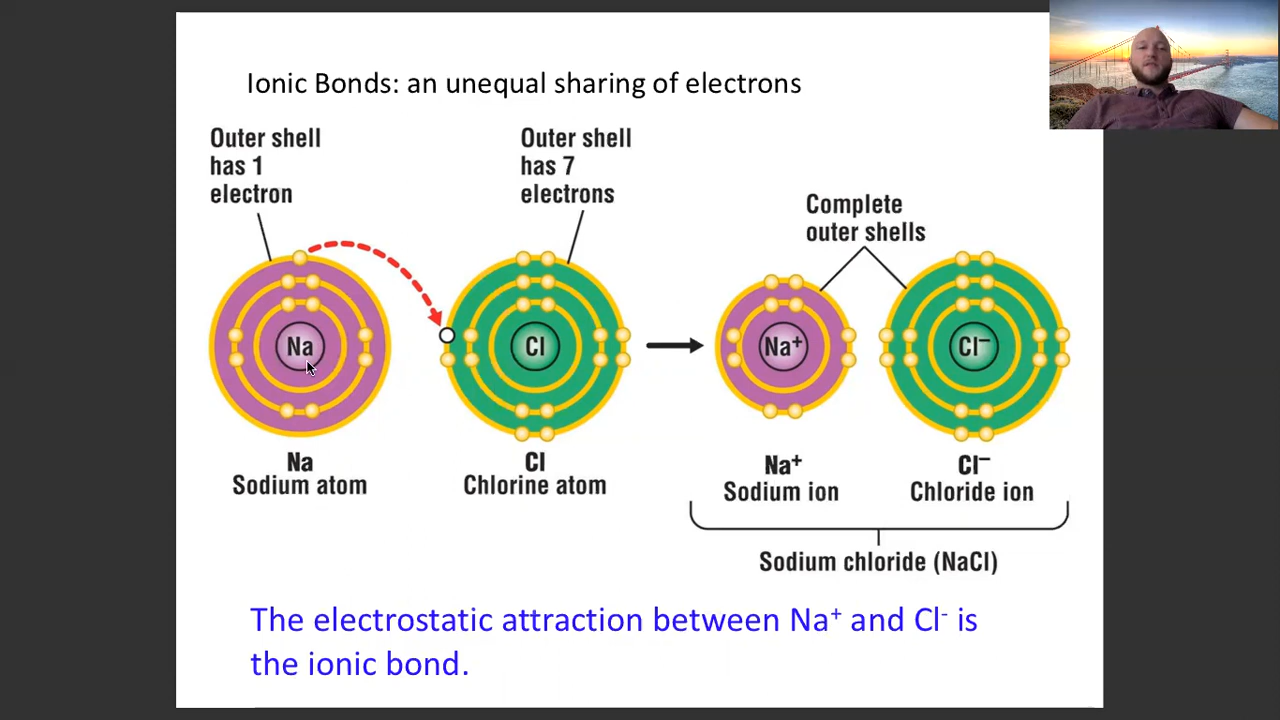 Ionic Bonds: an unequal sharing of electrons
Outer shell
has 1
electron
Outer shell
has 7
electrons
Complete
outer shells
Na
Cl
Na⁺
Cl⁻
Na
Sodium atom
Cl
Chlorine atom
Na⁺
Sodium ion
Cl⁻
Chloride ion
Sodium chloride (NaCl)
The electrostatic attraction between Na⁺ and Cl⁻ is
the ionic bond.